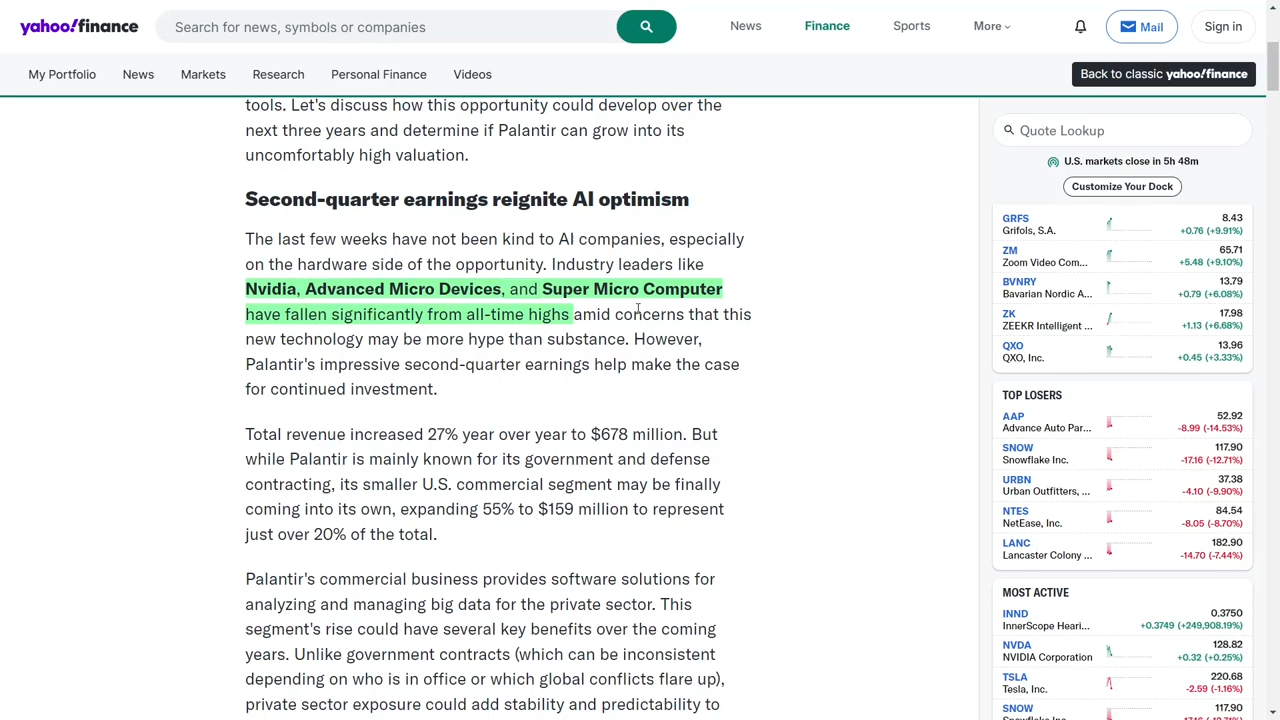 yahoo!finance
Search for news, symbols or companies
News
Finance
Sports
More
Mail
Sign in
My Portfolio
News
Markets
Research
Personal Finance
Videos
Back to classic yahoo!finance
tools. Let's discuss how this opportunity could develop over the
next three years and determine if Palantir can grow into its
uncomfortably high valuation.
Second-quarter earnings reignite AI optimism
The last few weeks have not been kind to AI companies, especially
on the hardware side of the opportunity. Industry leaders like
Nvidia, Advanced Micro Devices, and Super Micro Computer
have fallen significantly from all-time highs amid concerns that this
new technology may be more hype than substance. However,
Palantir's impressive second-quarter earnings help make the case
for continued investment.
Total revenue increased 27% year over year to $678 million. But
while Palantir is mainly known for its government and defense
contracting, its smaller U.S. commercial segment may be finally
coming into its own, expanding 55% to $159 million to represent
just over 20% of the total.
Palantir's commercial business provides software solutions for
analyzing and managing big data for the private sector. This
segment's rise could have several key benefits over the coming
years. Unlike government contracts (which can be inconsistent
depending on who is in office or which global conflicts flare up),
private sector exposure could add stability and predictability to
Quote Lookup
U.S. markets close in 5h 48m
Customize Your Dock
GRFS 8.43
Grifols, S.A. +0.76 (+9.91%)
ZM 65.71
Zoom Video Com... +5.48 (+9.10%)
BVNRY 13.79
Bavarian Nordic A... +0.79 (+6.08%)
ZK 17.98
ZEEKR Intelligent ... +1.13 (+6.68%)
QXO 13.96
QXO, Inc. +0.45 (+3.33%)
TOP LOSERS
AAP 52.92
Advance Auto Par... -8.99 (-14.53%)
SNOW 117.90
Snowflake Inc. -17.16 (-12.71%)
URBN 37.38
Urban Outfitters, ... -4.10 (-9.90%)
NTES 84.54
NetEase, Inc. -8.05 (-8.70%)
LANC 182.90
Lancaster Colony ... -14.70 (-7.44%)
MOST ACTIVE
INND 0.3750
InnerScope Heari... +0.3749 (+249,908.19%)
NVDA 128.82
NVIDIA Corporation +0.32 (+0.25%)
TSLA 220.68
Tesla, Inc. -2.59 (-1.16%)
SNOW 117.90
Snowflake Inc. -17.16 (-12.71%)